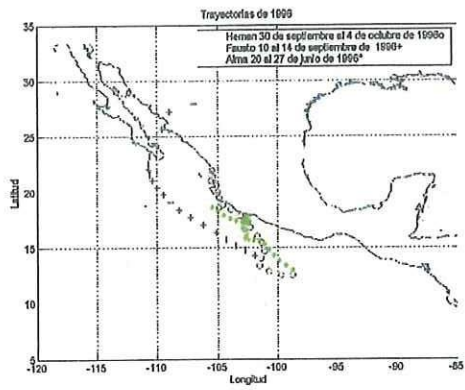 Trayectorias de 1996
Hernan 30 de septiembre al 4 de octubre de 1996o
Fausto 10 al 14 de septiembre de 1996+
Alma 20 al 27 de junio de 1996*
35
30
25
20
15
10
5
Latitud
-120 -115 -110 -105 -100 -95 -90 -85
Longitud